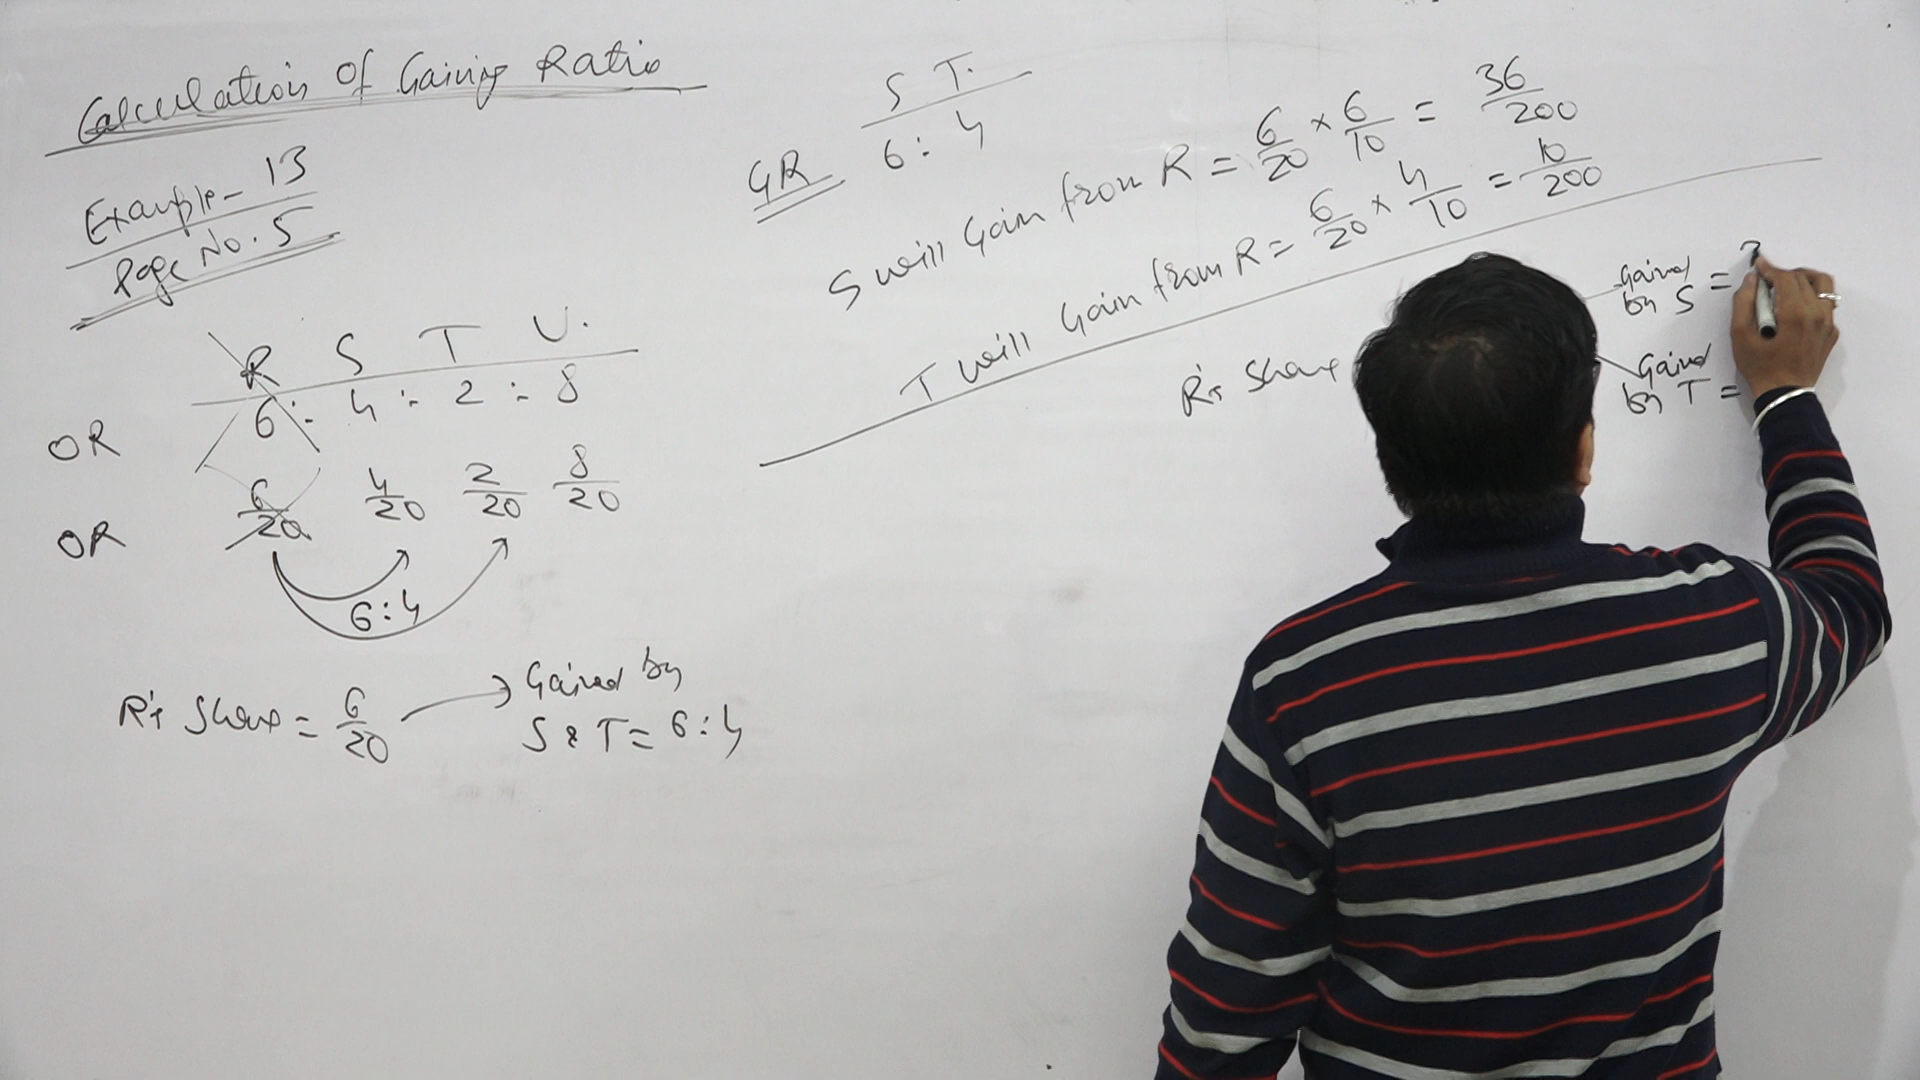 Calculation Of Gaining Ratio
Example - 13
Page No. 5
R S T U.
OR 6 : 4 : 2 : 8
OR 6/20 4/20 2/20 8/20
6 : 4
R's Share = 6/20 → Gained by
S & T = 6 : 4
S T.
GR 6 : 4
S will Gain from R = 6/20 × 6/10 = 36/200
T will Gain from R = 6/20 × 4/10 = 10/200
R's Share
Gained
by S =
Gained
by T =